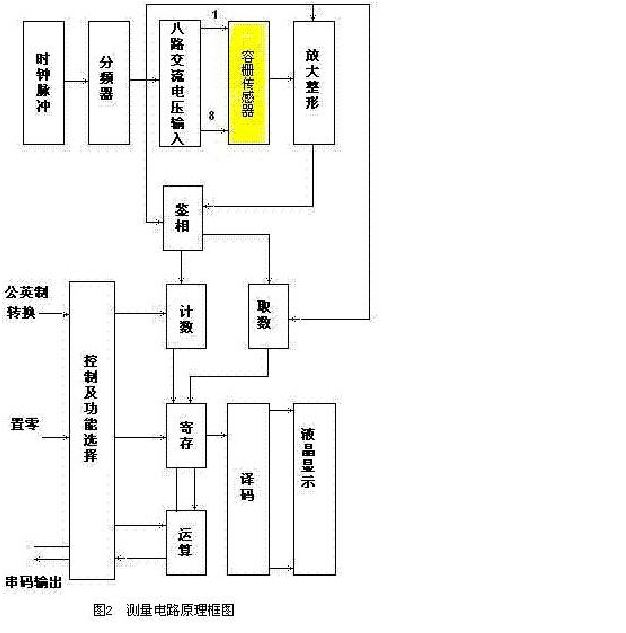 时钟脉冲
分频器
八路交流电压输入
1
8
容栅传感器
放大整形
鉴相
公英制
转换
计数
取数
控制及功能选择
置零
寄存
译码
液晶显示
运算
串码输出
图2 测量电路原理框图